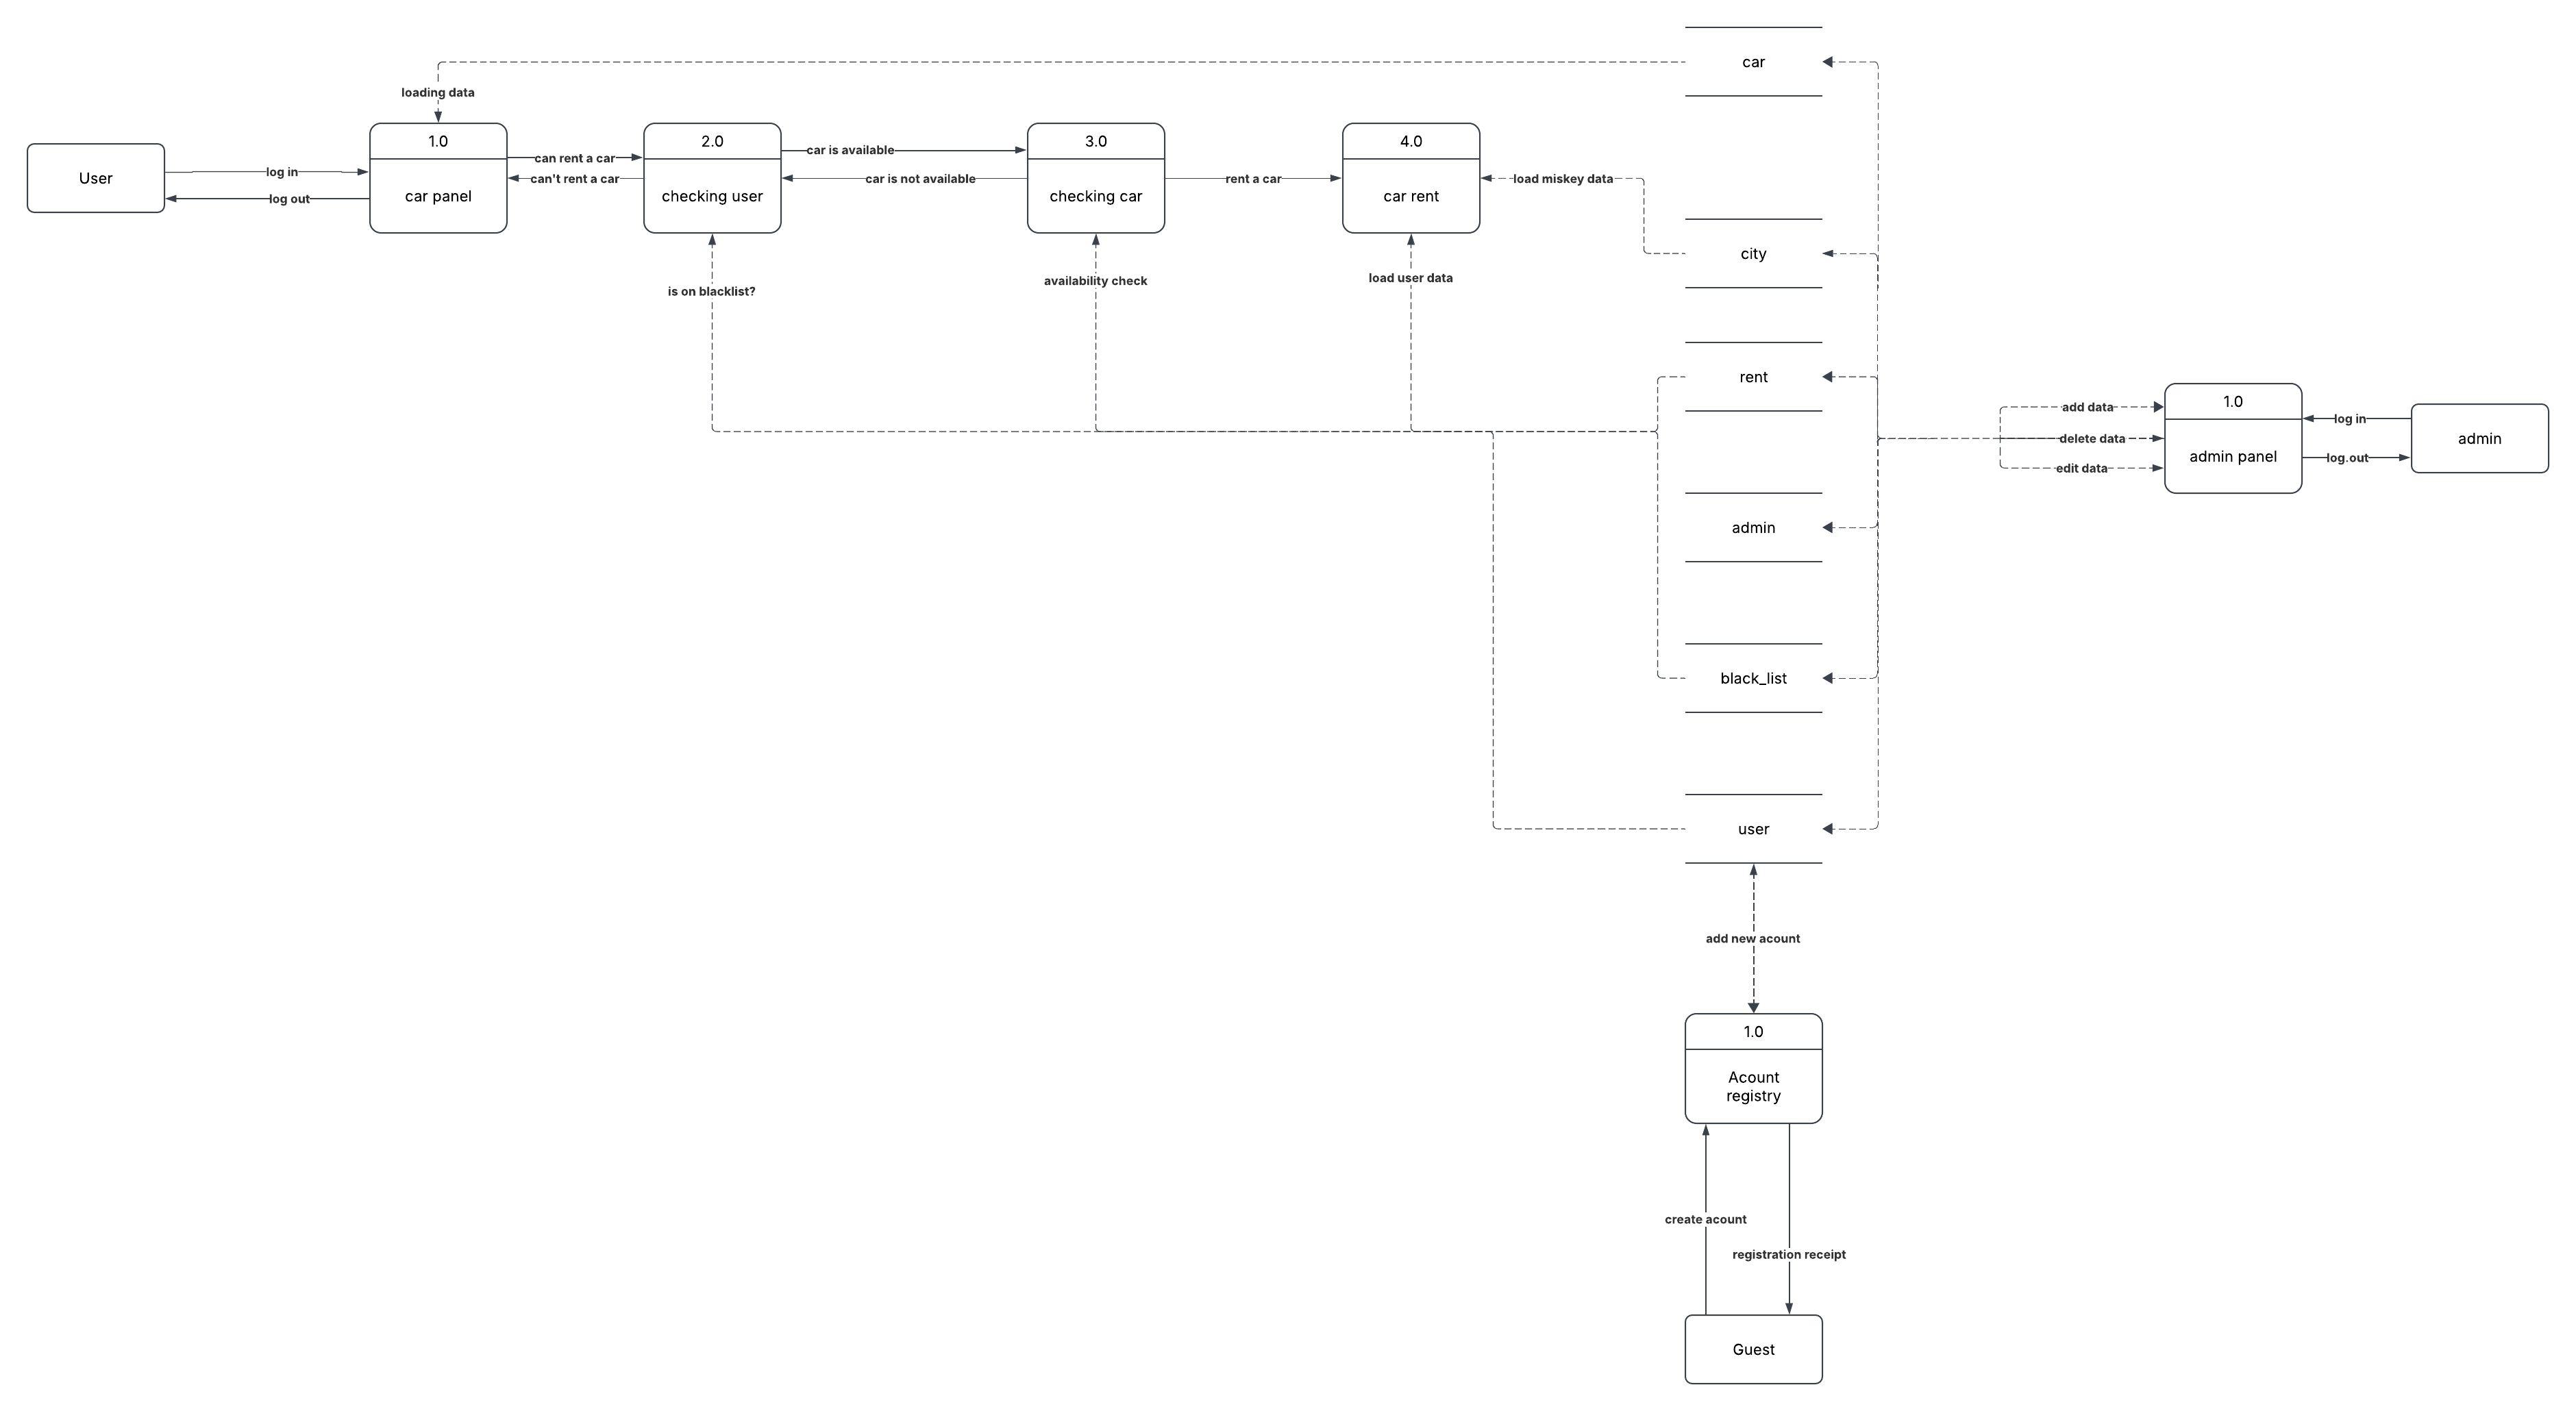 car
loading data
1.0
2.0
3.0
4.0
can rent a car
car is available
User
log in
can't rent a car
car is not available
rent a car
load miskey data
log out
car panel
checking user
checking car
car rent
city
is on blacklist?
availability check
load user data
rent
1.0
add data
log in
delete data
admin
admin panel
log.out
edit data
admin
black_list
user
add new acount
1.0
Acount
registry
create acount
registration receipt
Guest